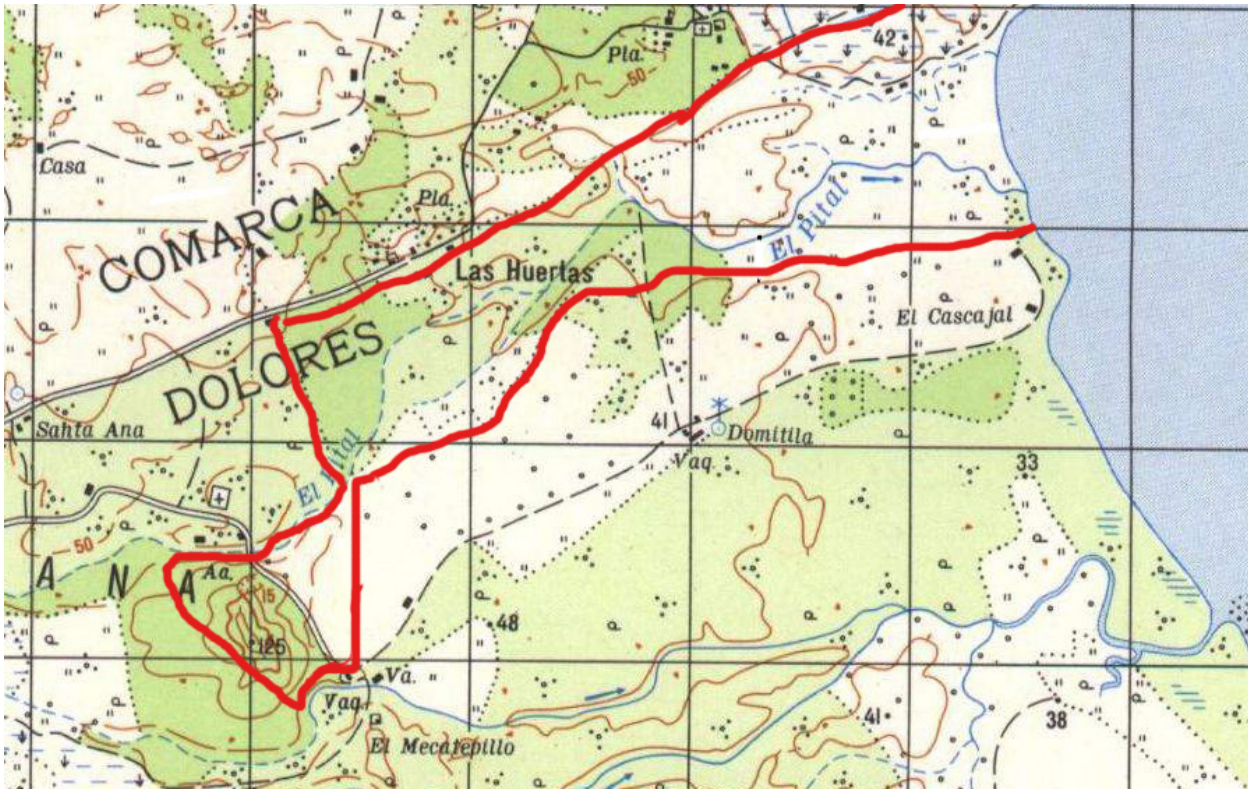 42
Pla.
50
Casa
Pla.
COMARCA
El Pital
Las Huertas
El Cascajal
DOLORES
Santa Ana
41
Domitila
Vaq.
33
El Pital
50
A N A
Aa.
15
48
125
Va.
Vaq.
41
38
El Mecatepillo